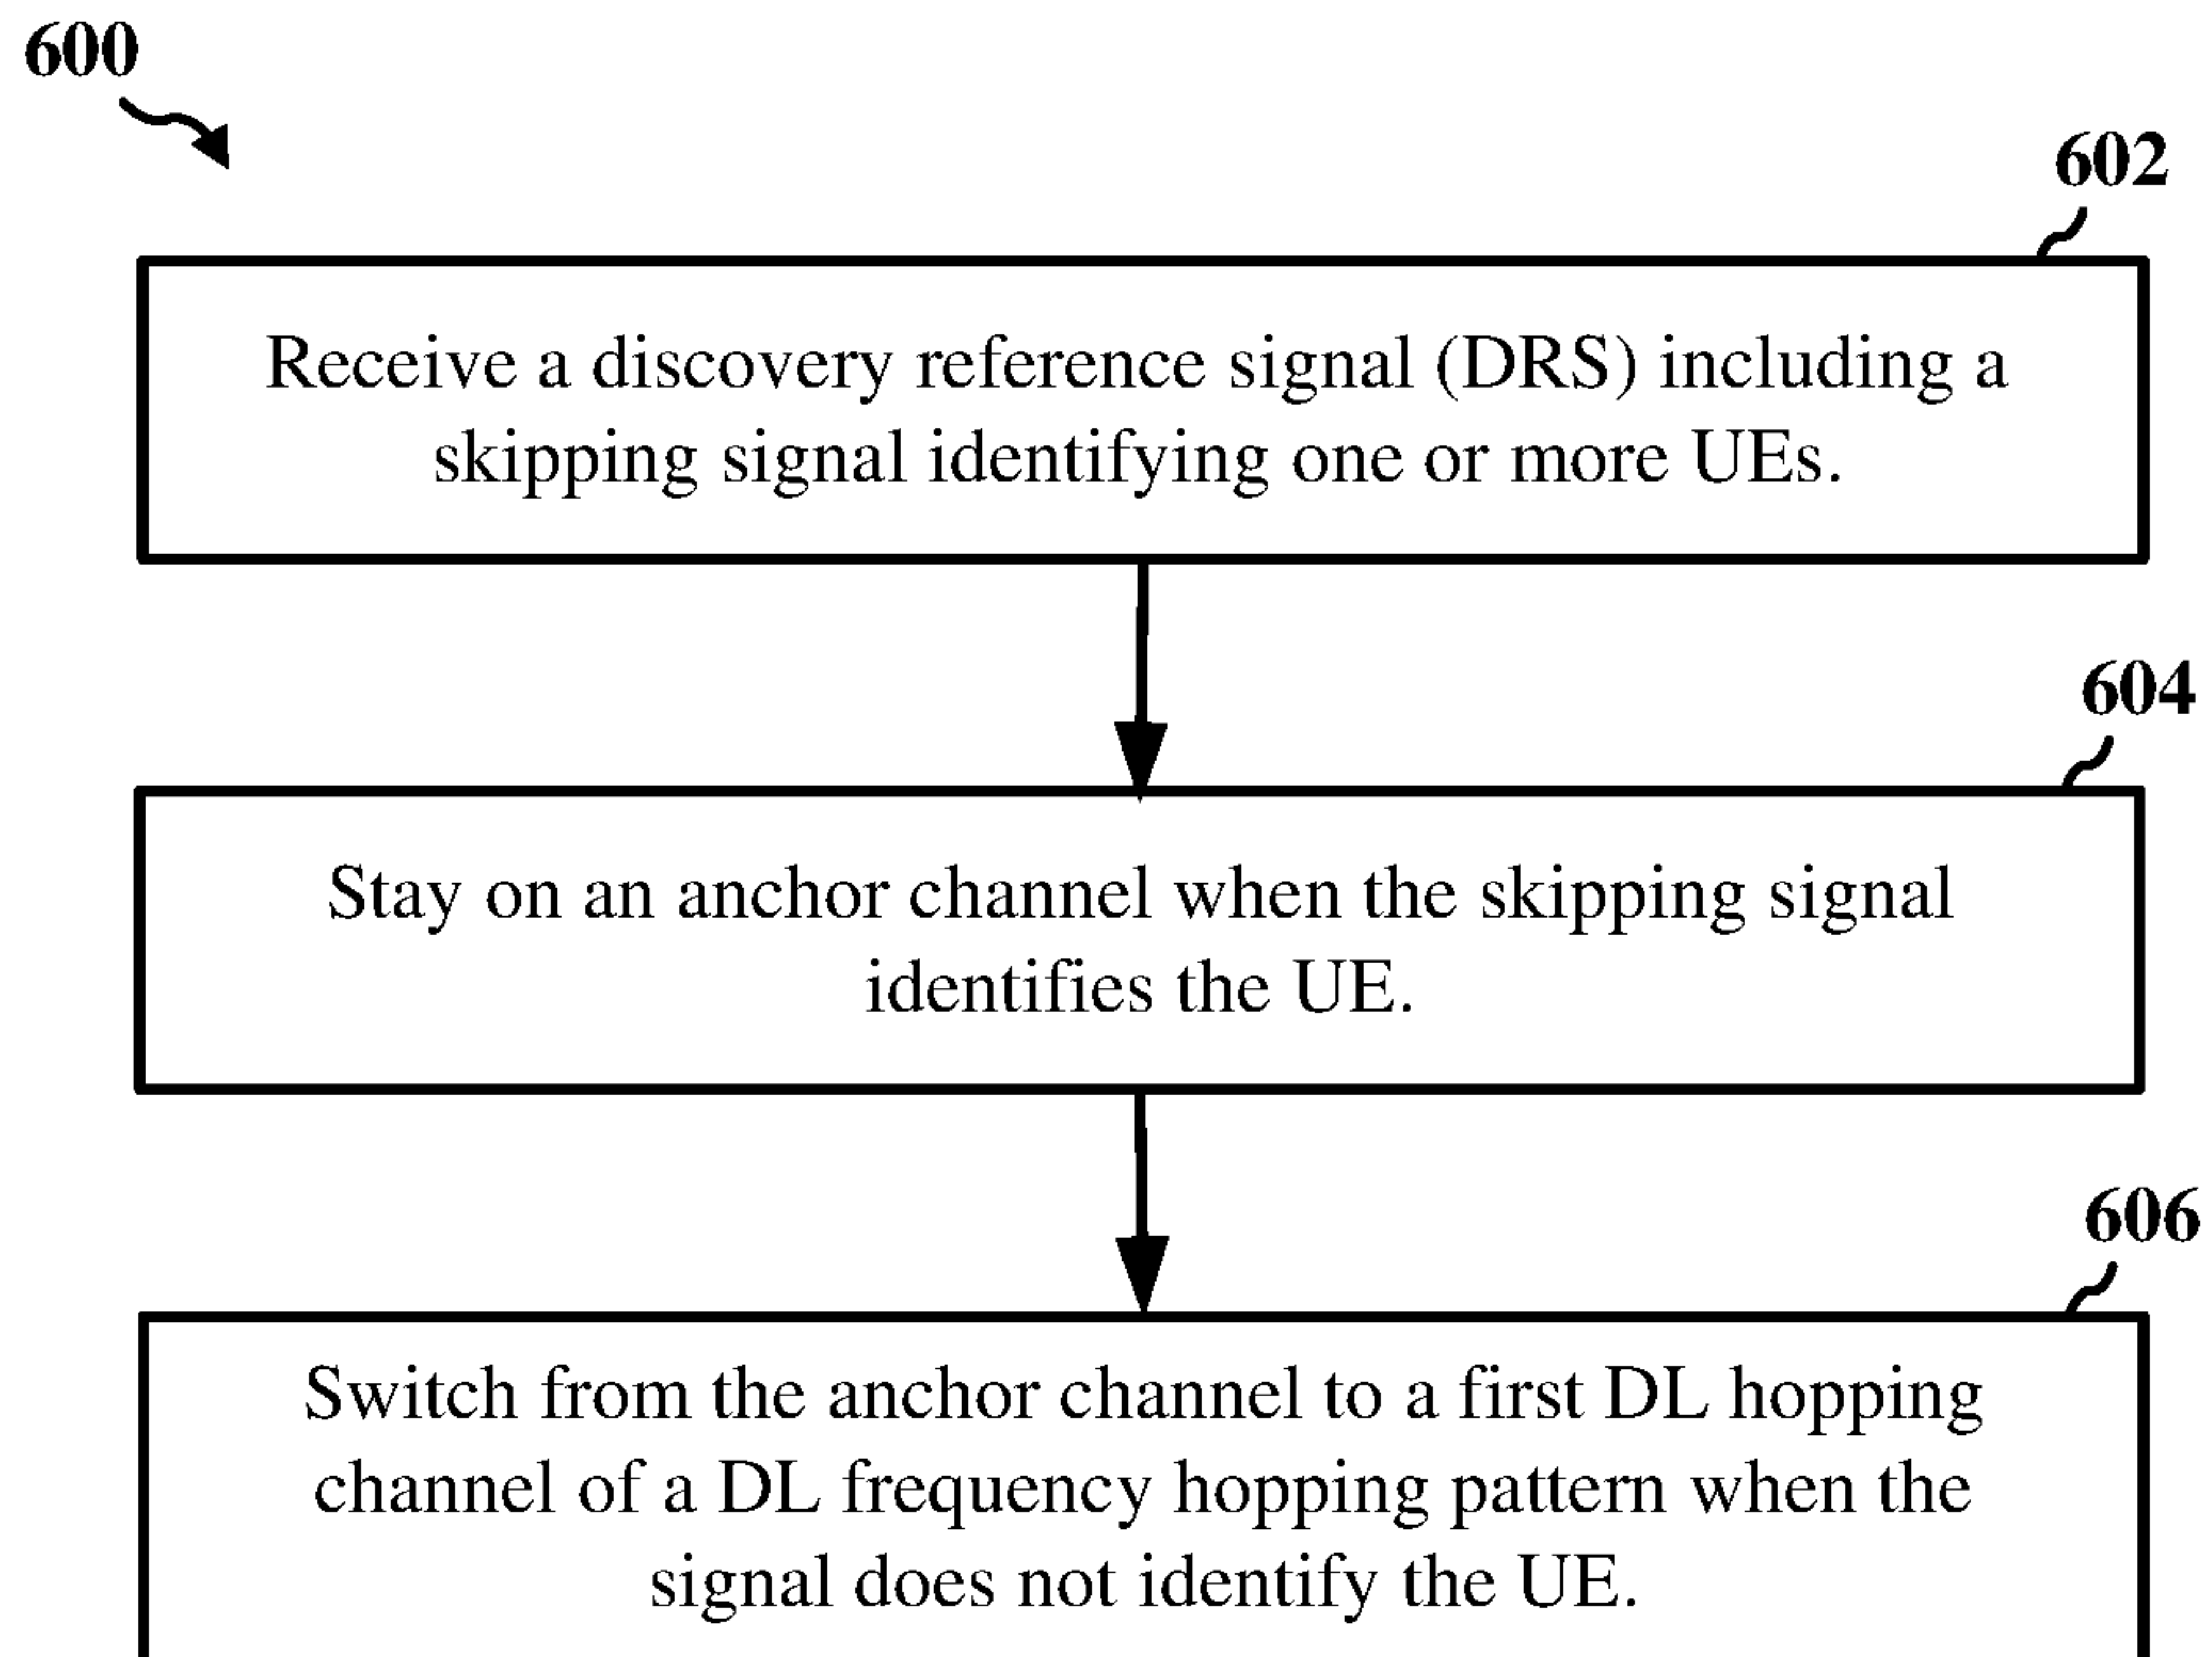 600
602
Receive a discovery reference signal (DRS) including a
skipping signal identifying one or more UEs.
604
Stay on an anchor channel when the skipping signal
identifies the UE.
606
Switch from the anchor channel to a first DL hopping
channel of a DL frequency hopping pattern when the
signal does not identify the UE.